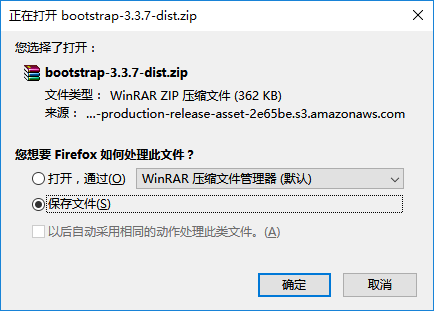 正在打开 bootstrap-3.3.7-dist.zip
您选择了打开：
bootstrap-3.3.7-dist.zip
文件类型： WinRAR ZIP 压缩文件 (362 KB)
来源： ...-production-release-asset-2e65be.s3.amazonaws.com
您想要 Firefox 如何处理此文件？
打开，通过(O) WinRAR 压缩文件管理器 (默认)
保存文件(S)
以后自动采用相同的动作处理此类文件。(A)
确定 取消